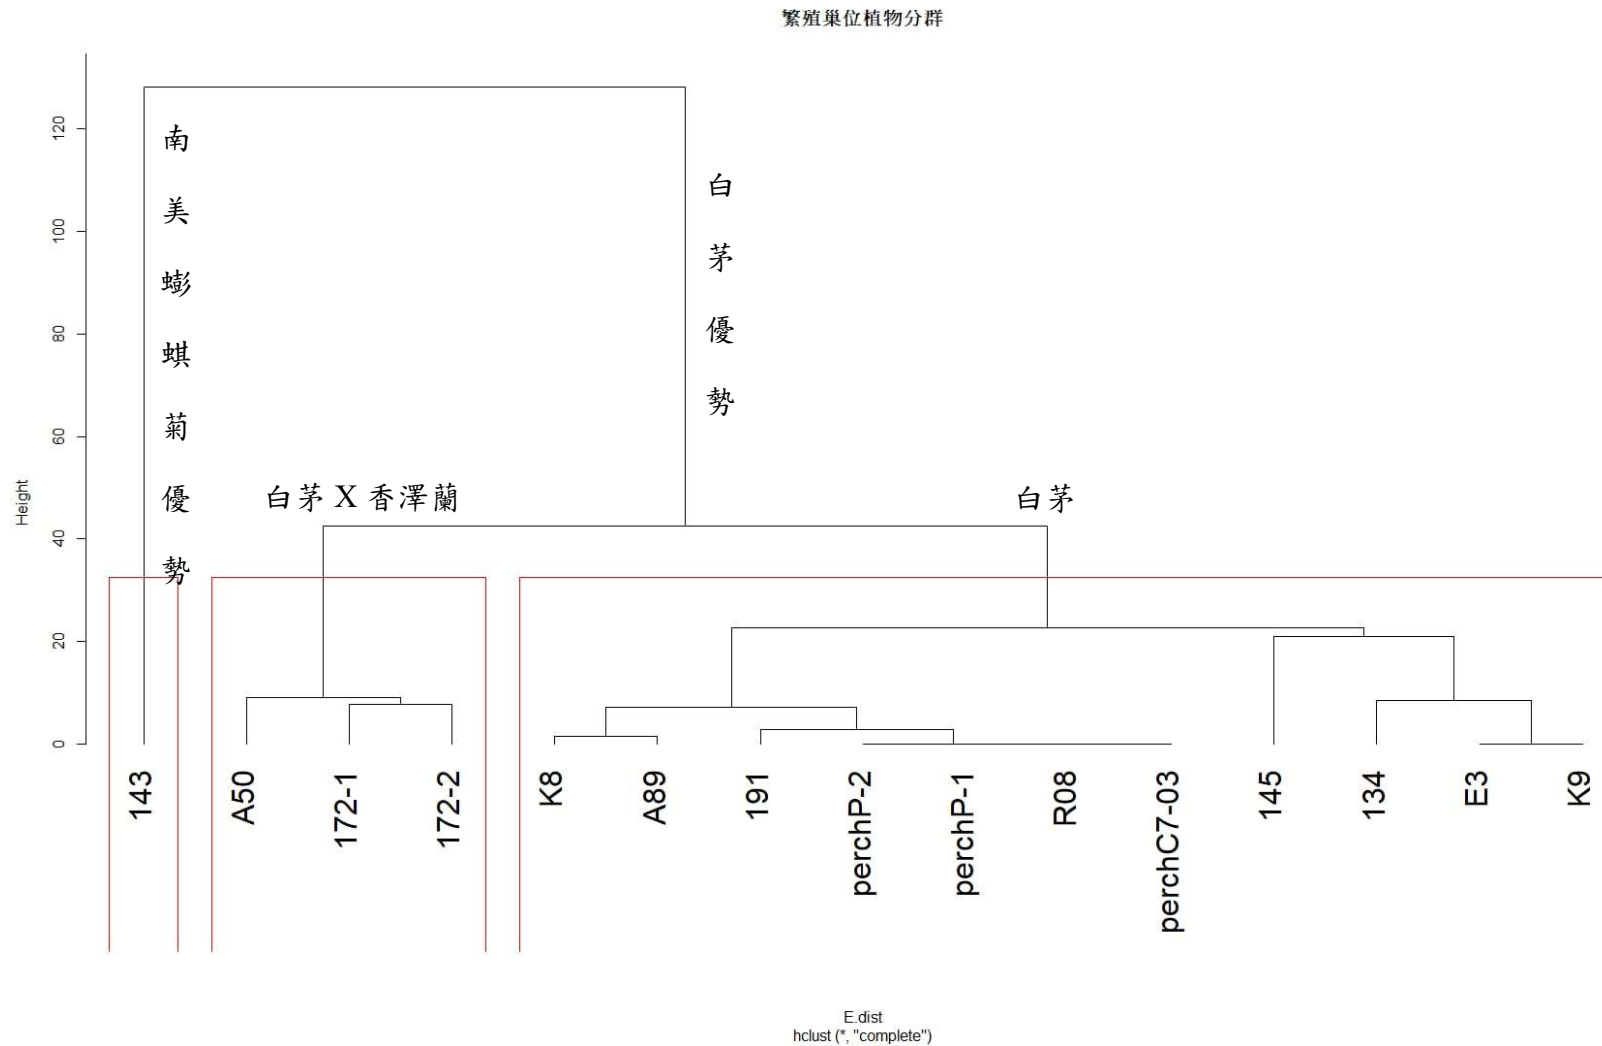 繁殖巢位植物分群
120
100
80
60
40
20
0
Height
南美蟛蜞菊優勢
白茅優勢
白茅 X 香澤蘭
白茅
143
A50
172-1
172-2
K8
A89
191
perchP-2
perchP-1
R08
perchC7-03
145
134
E3
K9
E.dist
hclust (*, "complete")